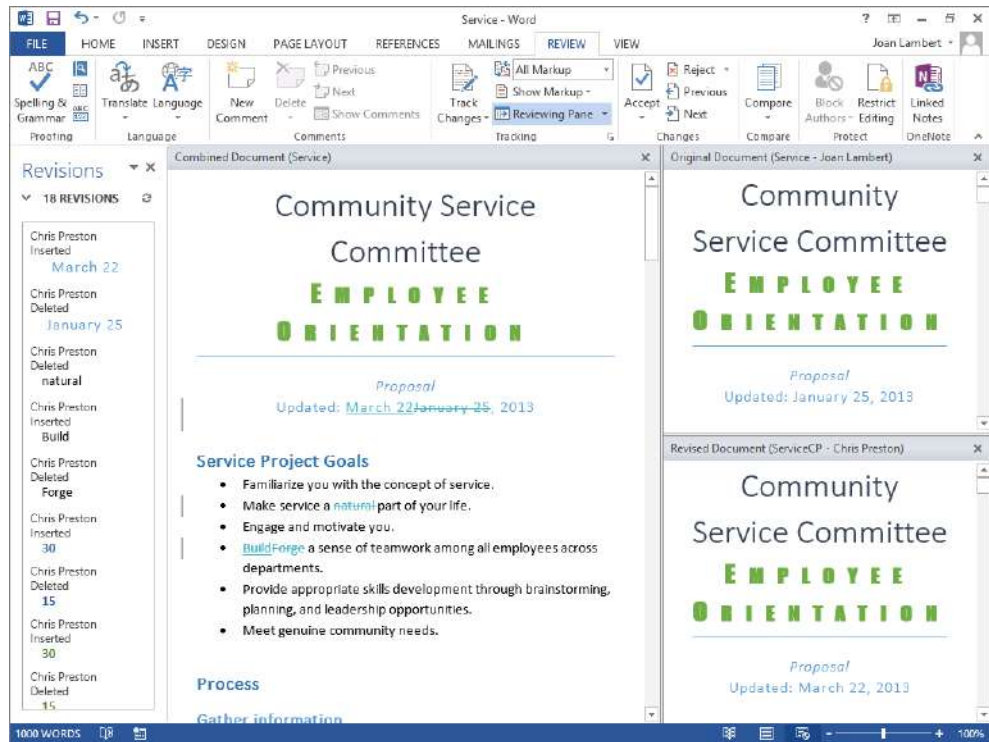 Service - Word
FILE HOME INSERT DESIGN PAGE LAYOUT REFERENCES MAILINGS REVIEW VIEW Joan Lambert
ABC Previous All Markup Reject
Next Show Markup Previous
Spelling & Grammar Translate Language New Comment Delete Show Comments Track Changes Reviewing Pane Accept Next Compare Block Authors Restrict Editing Linked Notes
Proofing Language Comments Tracking Changes Compare Protect OneNote
Revisions
18 REVISIONS
Chris Preston
Inserted
March 22
Chris Preston
Deleted
January 25
Chris Preston
Deleted
natural
Chris Preston
Inserted
Build
Chris Preston
Deleted
Forge
Chris Preston
Inserted
30
Chris Preston
Deleted
15
Chris Preston
Inserted
30
Chris Preston
Deleted
15
Combined Document (Service)
Community Service
Committee
EMPLOYEE
ORIENTATION
Proposal
Updated: March 22January 25, 2013
Service Project Goals
• Familiarize you with the concept of service.
• Make service a natural part of your life.
• Engage and motivate you.
• BuildForge a sense of teamwork among all employees across
departments.
• Provide appropriate skills development through brainstorming,
planning, and leadership opportunities.
• Meet genuine community needs.
Process
Gather information
Original Document (Service - Joan Lambert)
Community
Service Committee
EMPLOYEE
ORIENTATION
Proposal
Updated: January 25, 2013
Revised Document (ServiceCP - Chris Preston)
Community
Service Committee
EMPLOYEE
ORIENTATION
Proposal
Updated: March 22, 2013
1000 WORDS 100%